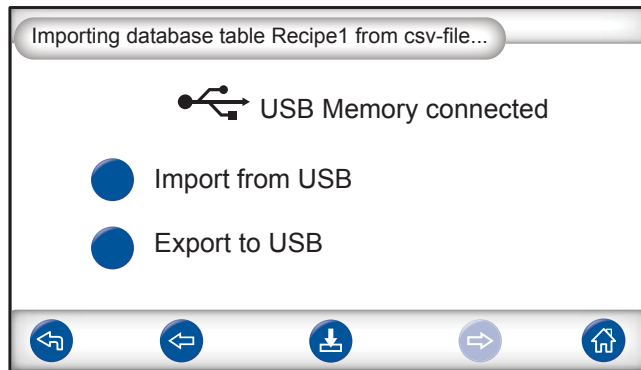 Importing database table Recipe1 from csv-file...
USB Memory connected
Import from USB
Export to USB